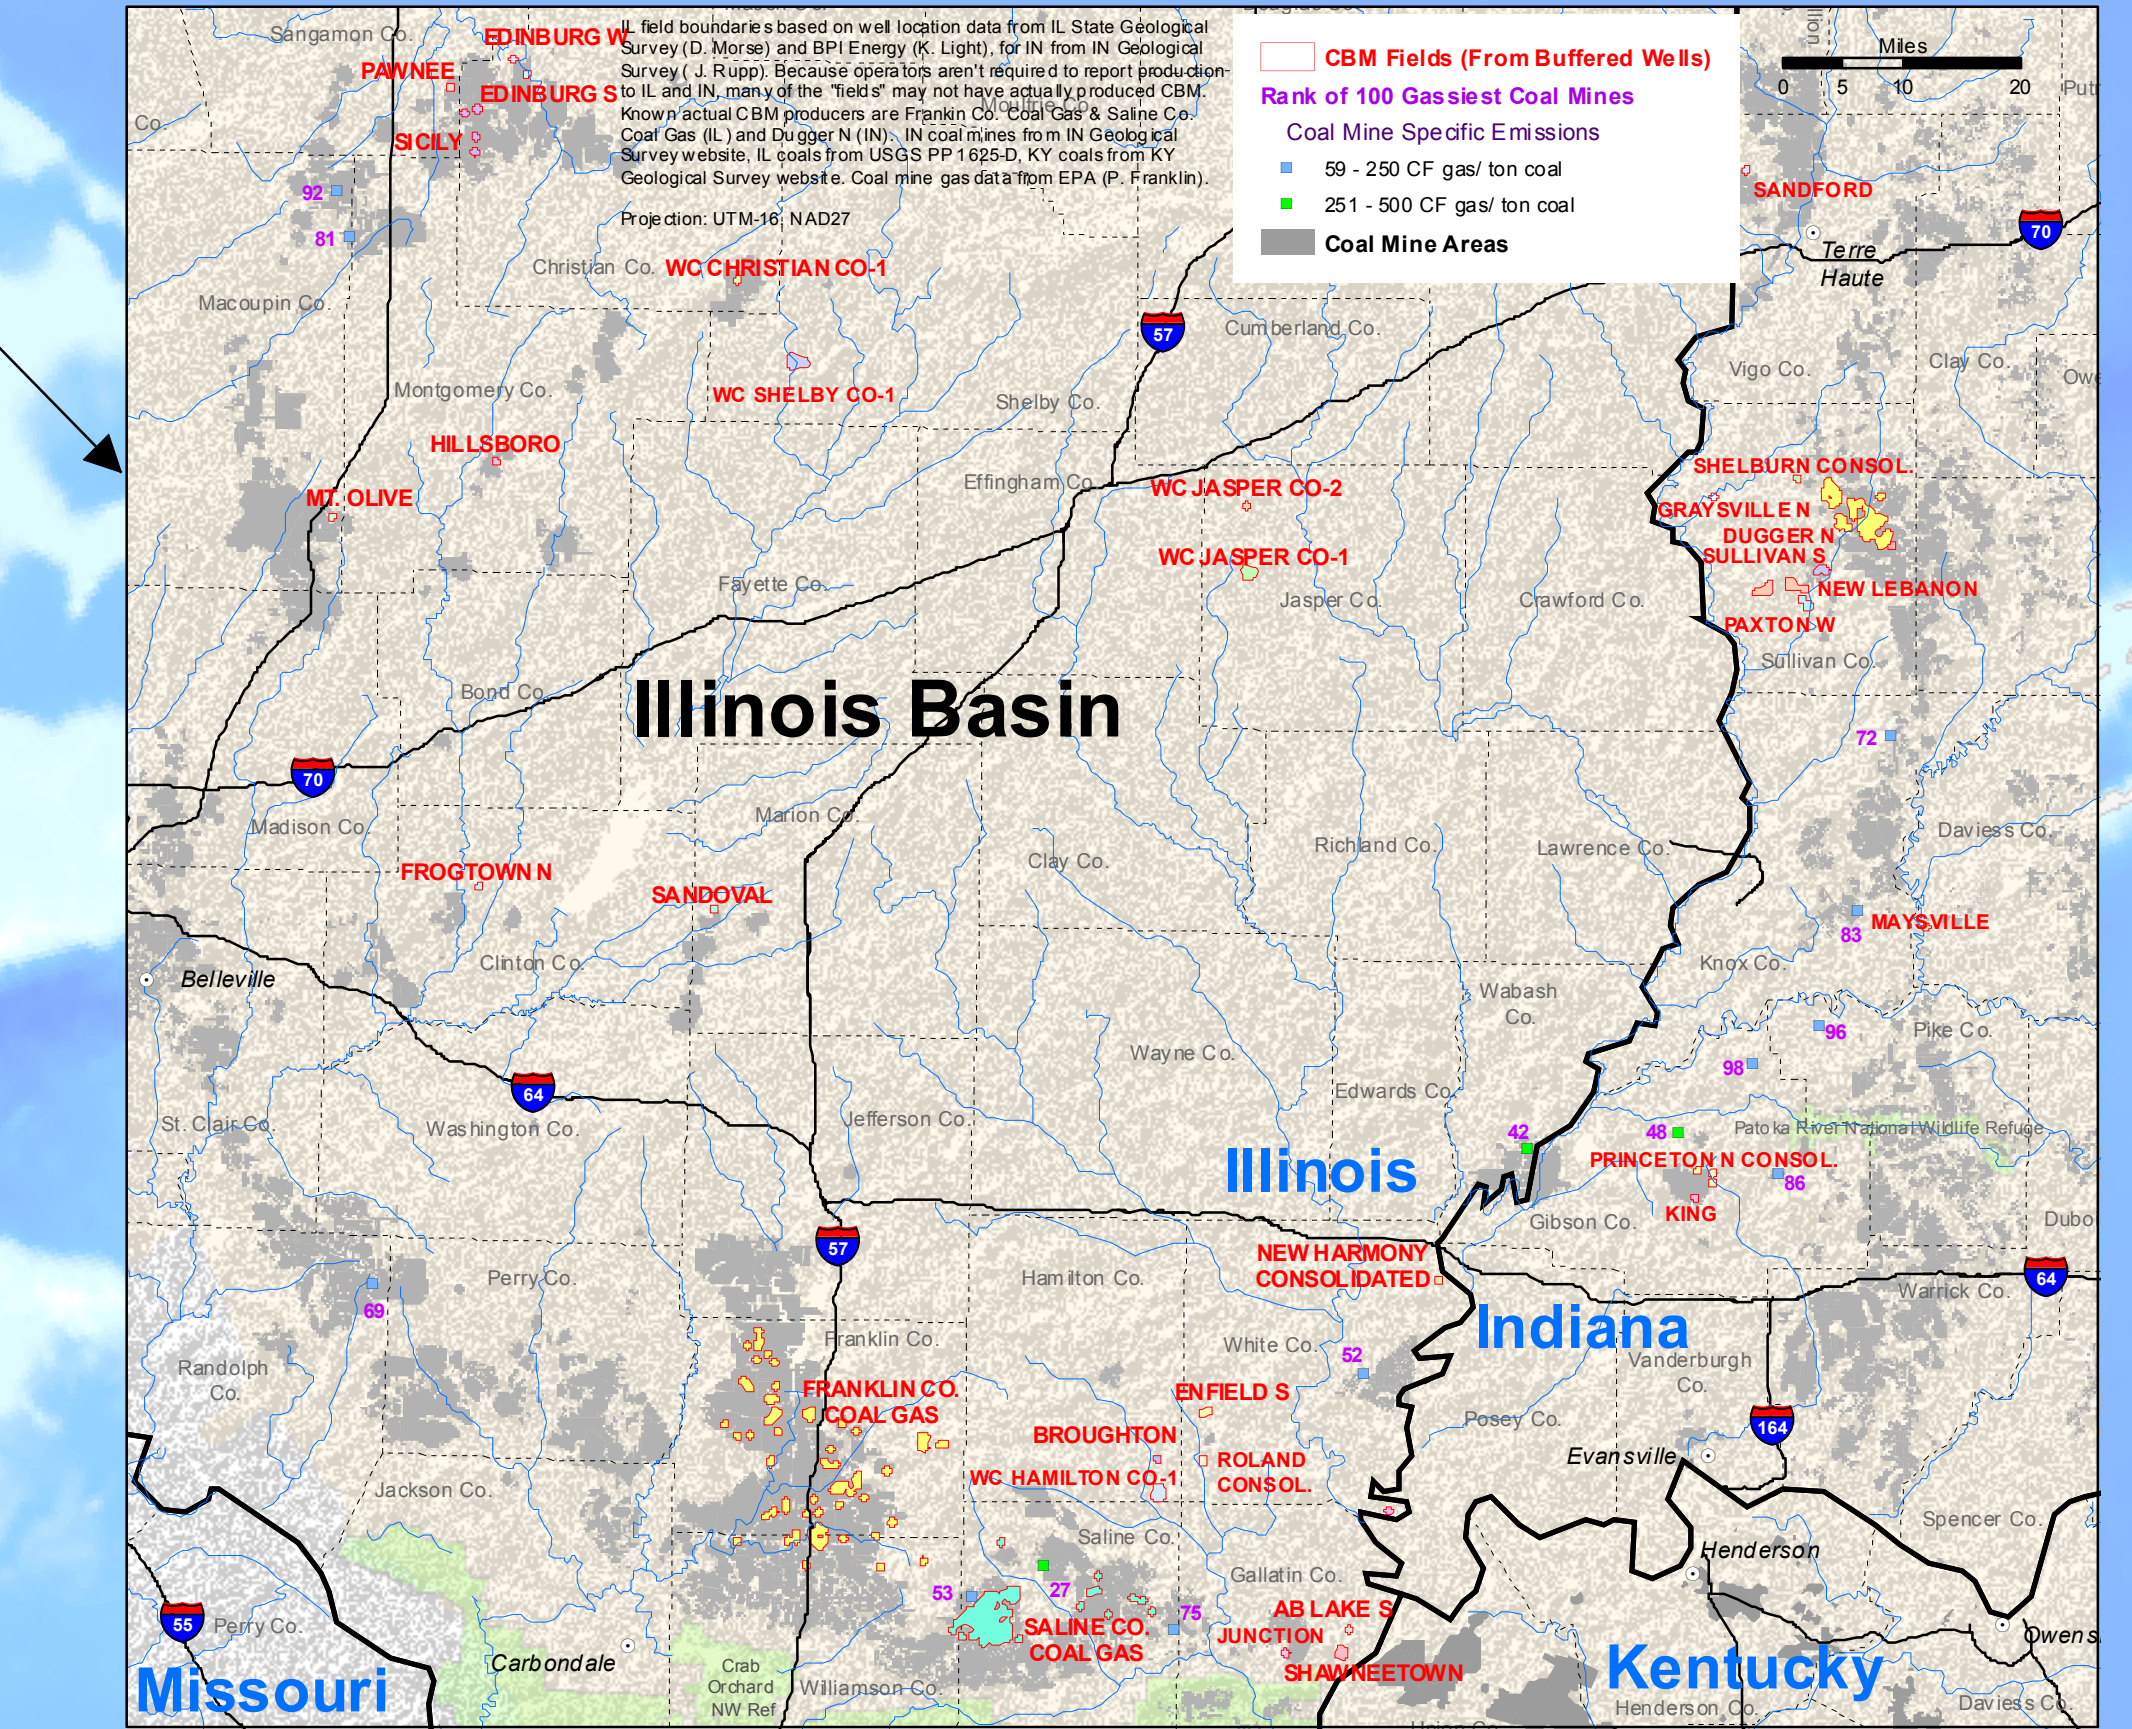 IL field boundaries based on well location data from IL State Geological
Survey (D. Morse) and BPI Energy (K. Light), for IN from IN Geological
Survey ( J. Rupp). Because operators aren't required to report production
to IL and IN, many of the "fields" may not have actually produced CBM.
Known actual CBM producers are Frankin Co. Coal Gas & Saline Co.
Coal Gas (IL) and Dugger N (IN). IN coal mines from IN Geological
Survey website, IL coals from USGS PP 1625-D, KY coals from KY
Geological Survey website. Coal mine gas data from EPA (P. Franklin).
Projection: UTM-16, NAD27
CBM Fields (From Buffered Wells)
Rank of 100 Gassiest Coal Mines
Coal Mine Specific Emissions
59 - 250 CF gas/ ton coal
251 - 500 CF gas/ ton coal
Coal Mine Areas
Miles
0 5 10 20
Sangamon Co.
EDINBURG W
PAWNEE
EDINBURG S
SICILY
Moultrie Co.
Co.
92
81
SANDFORD
70
Terre
Haute
Christian Co.
WC CHRISTIAN CO-1
Macoupin Co.
57
Cumberland Co.
Vigo Co.
Clay Co.
Montgomery Co.
WC SHELBY CO-1
Shelby Co.
HILLSBORO
MT. OLIVE
Effingham Co.
WC JASPER CO-2
WC JASPER CO-1
SHELBURN CONSOL.
GRAYSVILLE N
DUGGER N
SULLIVAN S
NEW LEBANON
PAXTON W
Fayette Co.
Jasper Co.
Crawford Co.
Sullivan Co.
Bond Co.
Illinois Basin
72
70
Madison Co.
Marion Co.
Clay Co.
Richland Co.
Lawrence Co.
Daviess Co.
FROGTOWN N
SANDOVAL
MAYSVILLE
83
Belleville
Clinton Co.
Knox Co.
Wabash
Co.
96
Pike Co.
98
Wayne Co.
Edwards Co.
64
St. Clair Co.
Washington Co.
Jefferson Co.
42
48
Patoka River National Wildlife Refuge
Illinois
PRINCETON N CONSOL.
86
KING
Gibson Co.
57
NEW HARMONY
CONSOLIDATED
64
Perry Co.
Hamilton Co.
69
Warrick Co.
Indiana
Franklin Co.
White Co.
52
Vanderburgh
Co.
Randolph
Co.
FRANKLIN CO.
COAL GAS
ENFIELD S
Posey Co.
164
BROUGHTON
Evansville
ROLAND
CONSOL.
WC HAMILTON CO-1
Jackson Co.
Spencer Co.
Saline Co.
Henderson
Gallatin Co.
53
27
75
AB LAKE S
SALINE CO.
COAL GAS
JUNCTION
SHAWNEETOWN
55
Perry Co.
Carbondale
Missouri
Crab
Orchard
NW Ref
Williamson Co.
Kentucky
Henderson Co.
Daviess Co.